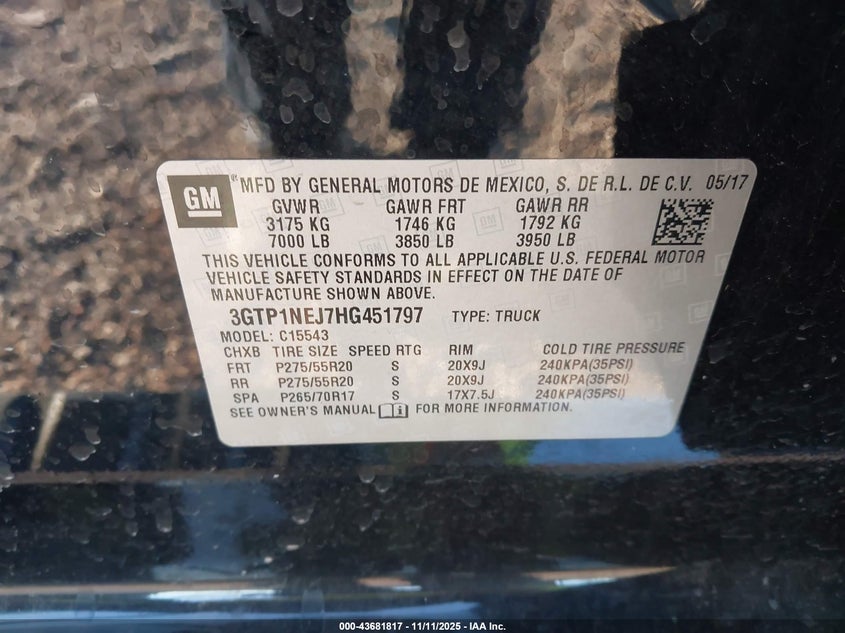 GM ® MFD BY GENERAL MOTORS DE MEXICO, S. DE R.L. DE C.V. 05/17
GVWR GAWR FRT GAWR RR
3175 KG 1746 KG 1792 KG
7000 LB 3850 LB 3950 LB
THIS VEHICLE CONFORMS TO ALL APPLICABLE U.S. FEDERAL MOTOR
VEHICLE SAFETY STANDARDS IN EFFECT ON THE DATE OF
MANUFACTURE SHOWN ABOVE.
3GTP1NEJ7HG451797 TYPE: TRUCK
MODEL: C15543
CHXB TIRE SIZE SPEED RTG RIM COLD TIRE PRESSURE
FRT P275/55R20 S 20X9J 240KPA(35PSI)
RR P275/55R20 S 20X9J 240KPA(35PSI)
SPA P265/70R17 S 17X7.5J 240KPA(35PSI)
SEE OWNER'S MANUAL FOR MORE INFORMATION.
000-43681817 - 11/11/2025 - IAA Inc.